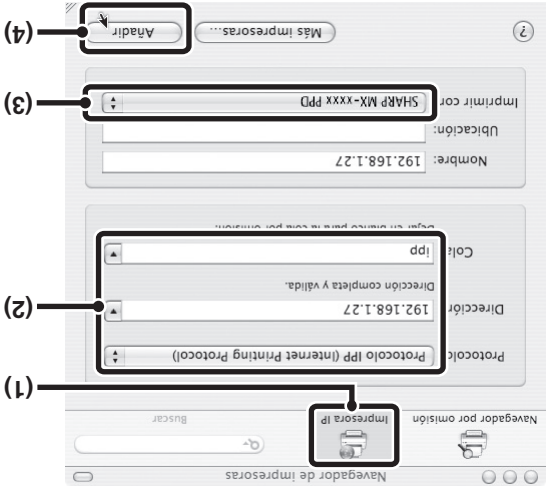 Navegador de impresoras
Navegador por omisión
Impresora IP
Buscar
(1)
Protocolo
Protocolo IPP (Internet Printing Protocol)
(2)
Dirección
192.168.1.27
Dirección completa y válida.
Cola
ipp
Dejar en blanco para la cola por omisión.
Nombre: 192.168.1.27
Ubicación:
Imprimir con
SHARP MX-xxxx PPD
(3)
?
Más impresoras...
Añadir
(4)